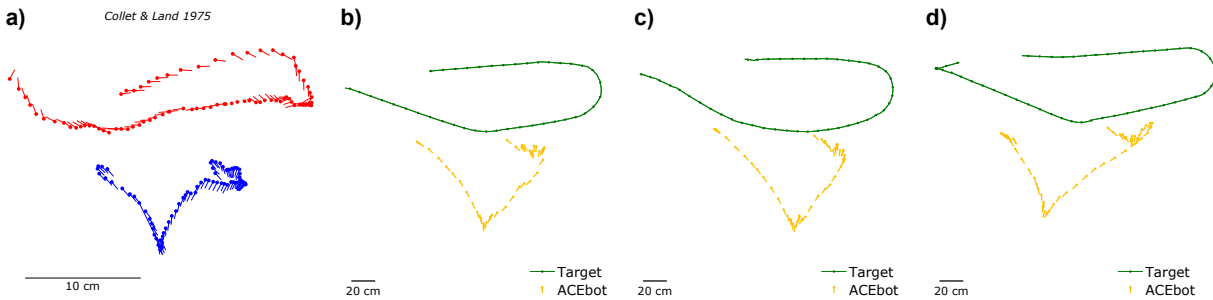 a)
Collet & Land 1975
10 cm
b)
20 cm
Target
ACEbot
c)
20 cm
Target
ACEbot
d)
20 cm
Target
ACEbot